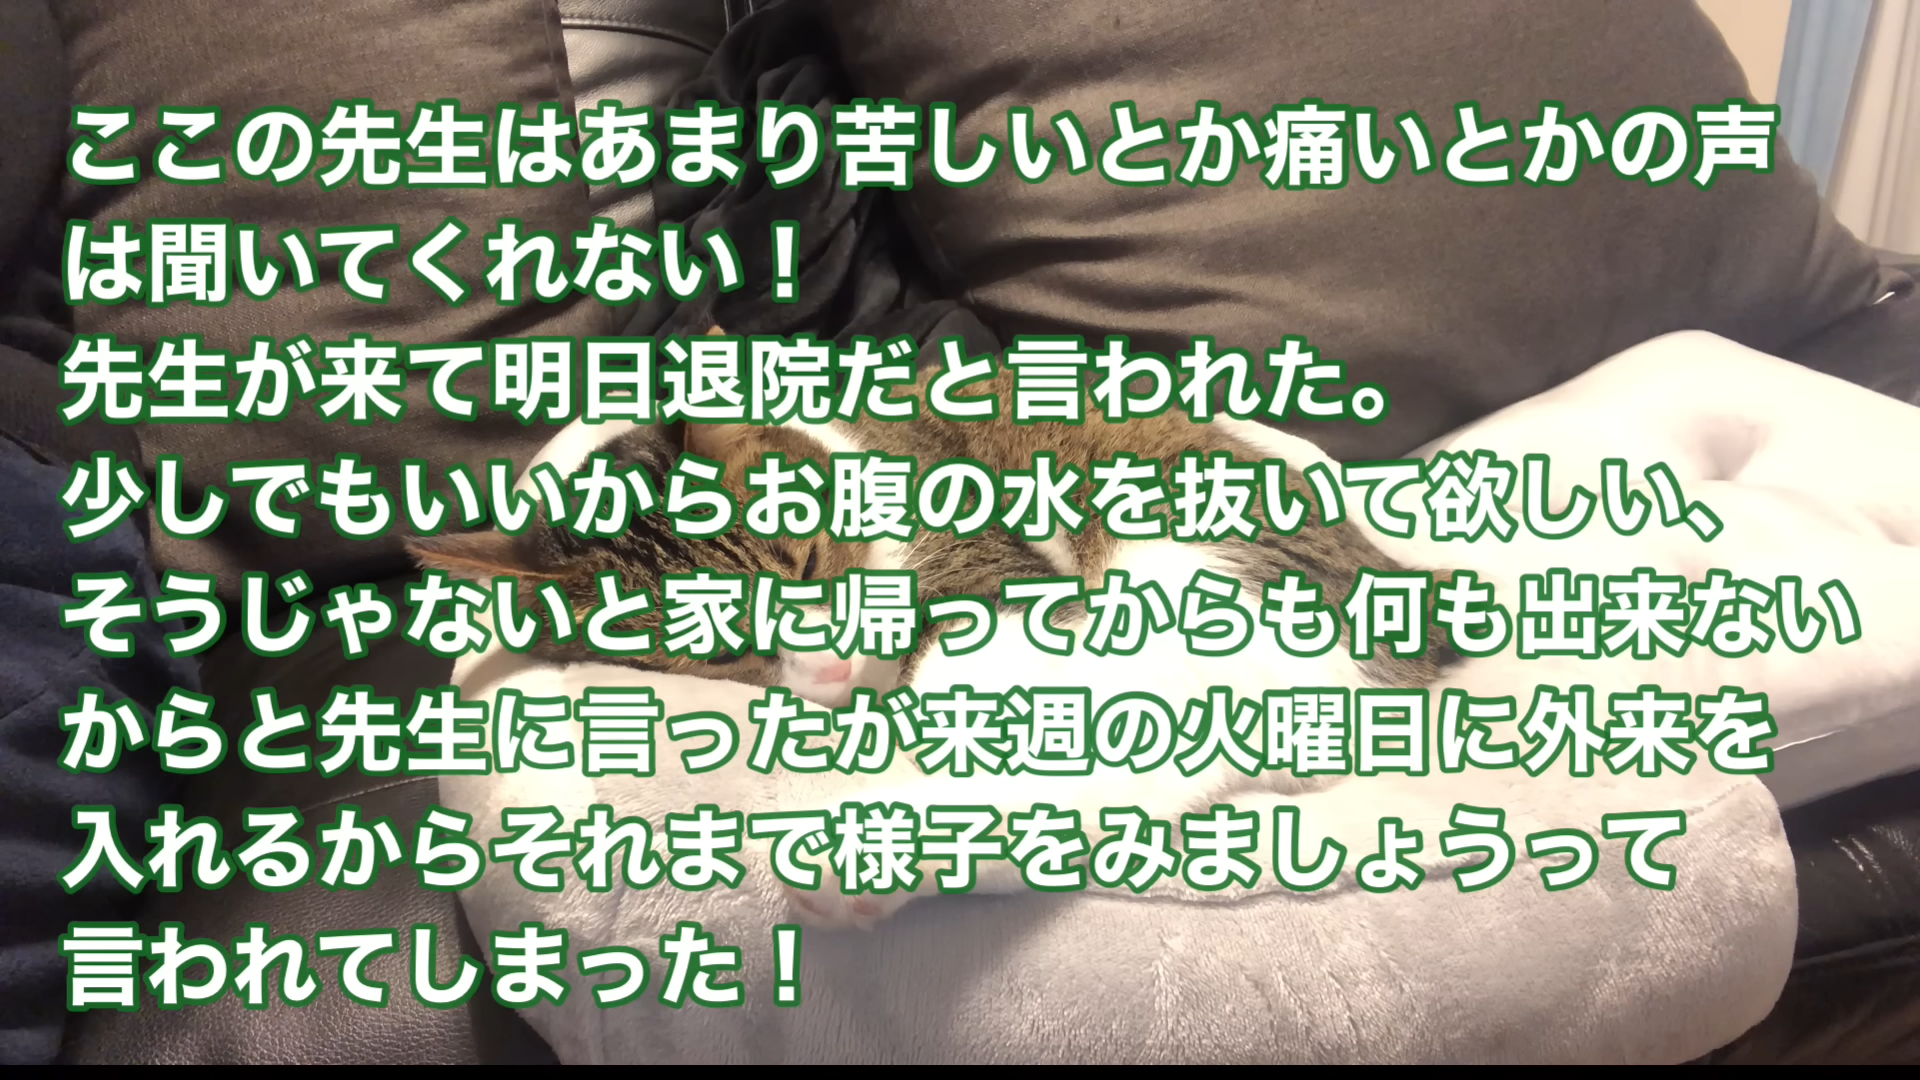 ここの先生はあまり苦しいとか痛いとかの声
は聞いてくれない！
先生が来て明日退院だと言われた。
少しでもいいからお腹の水を抜いて欲しい、
そうじゃないと家に帰ってからも何も出来ない
からと先生に言ったが来週の火曜日に外来を
入れるからそれまで様子をみましょうって
言われてしまった！